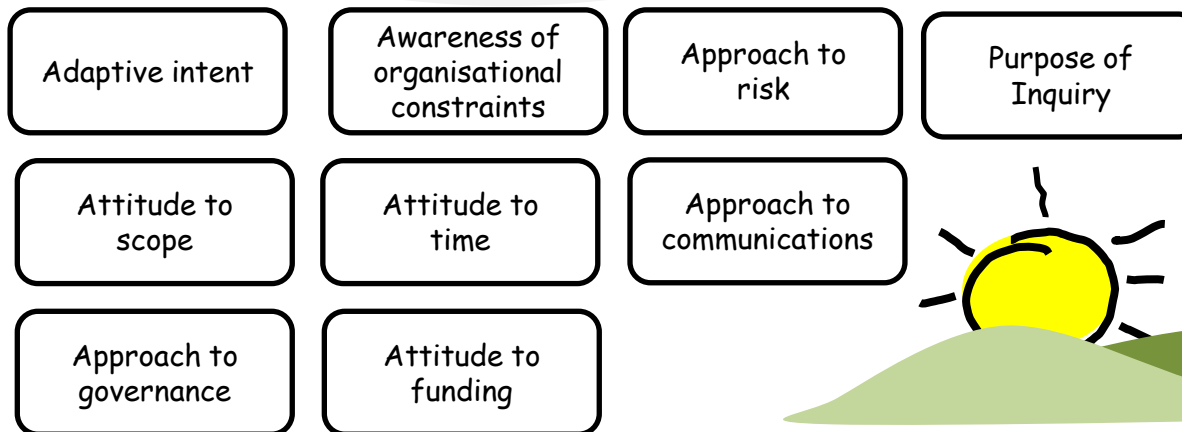 Adaptive intent
Awareness of
organisational
constraints
Approach to
risk
Purpose of
Inquiry
Attitude to
scope
Attitude to
time
Approach to
communications
Approach to
governance
Attitude to
funding